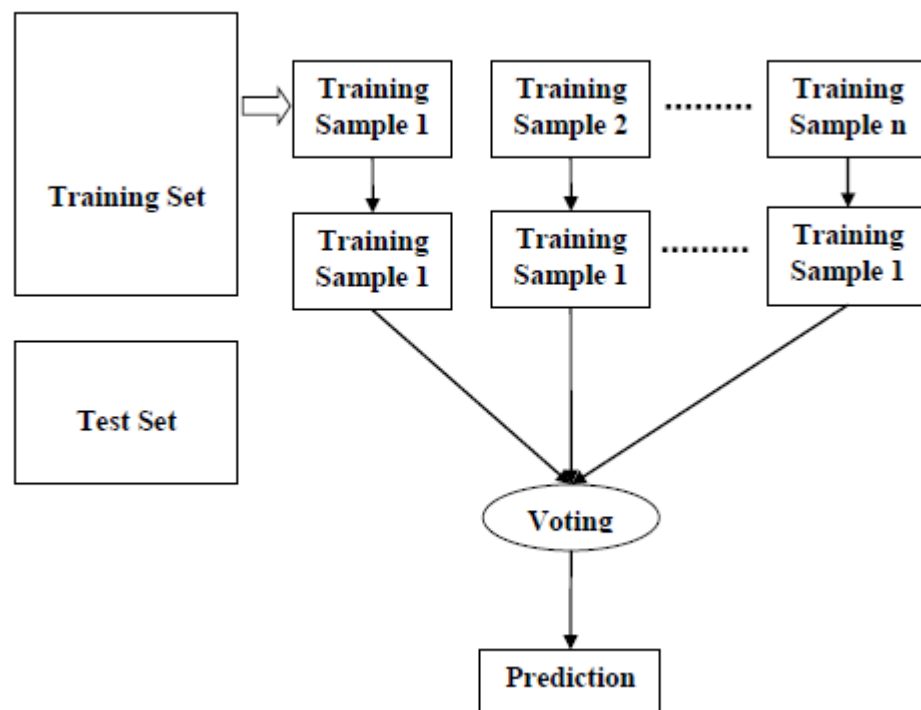 Training Set
Training
Sample 1
Training
Sample 2
Training
Sample n
Training
Sample 1
Training
Sample 1
Training
Sample 1
Test Set
Voting
Prediction